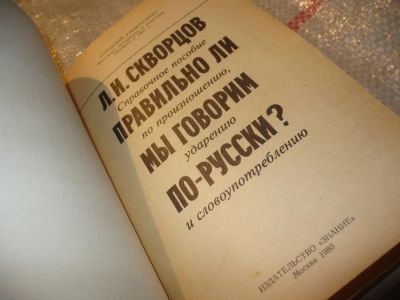 Л.И. СКВОРЦОВ
Справочное пособие
ПРАВИЛЬНО ЛИ
по произношению,
МЫ ГОВОРИМ
ударению
ПО-РУССКИ?
и словоупотреблению
ИЗДАТЕЛЬСТВО «ЗНАНИЕ»
Москва 1980